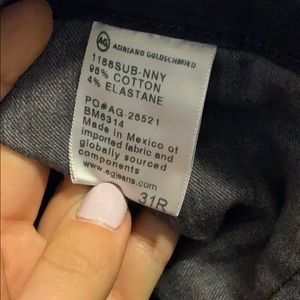 AG ADRIANO GOLDSCHMIED
1188SUB-NNY
96% COTTON
4% ELASTANE
PO#AG-26521
BM6314
Made in Mexico of
imported fabric and
globally sourced
components
www.agjeans.com
31R